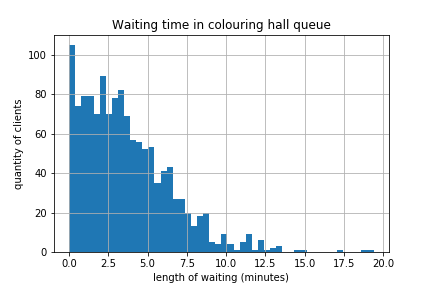 Waiting time in colouring hall queue
quantity of clients
100
80
60
40
20
0
0.0 2.5 5.0 7.5 10.0 12.5 15.0 17.5 20.0
length of waiting (minutes)